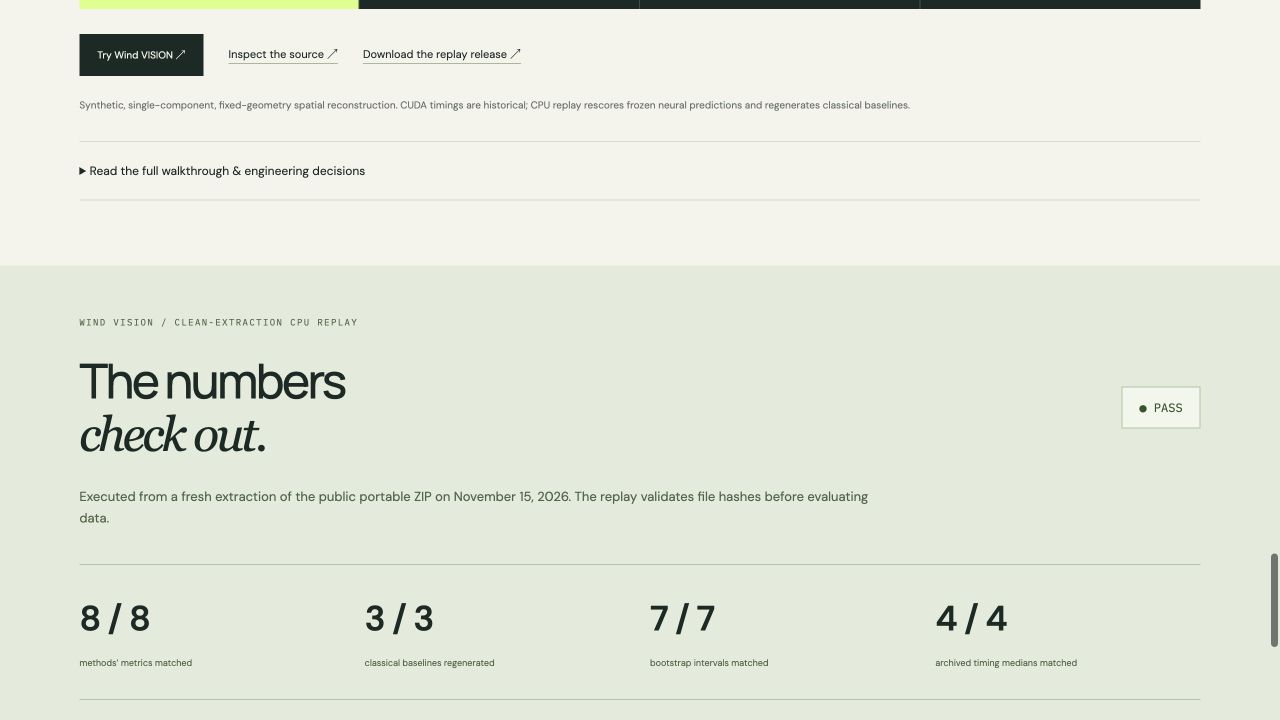 Try Wind VISION ↗
Inspect the source ↗
Download the replay release ↗
Synthetic, single-component, fixed-geometry spatial reconstruction. CUDA timings are historical; CPU replay rescores frozen neural predictions and regenerates classical baselines.
▶ Read the full walkthrough & engineering decisions
WIND VISION / CLEAN-EXTRACTION CPU REPLAY
The numbers
check out.
● PASS
Executed from a fresh extraction of the public portable ZIP on November 15, 2026. The replay validates file hashes before evaluating
data.
8 / 8
methods' metrics matched
3 / 3
classical baselines regenerated
7 / 7
bootstrap intervals matched
4 / 4
archived timing medians matched